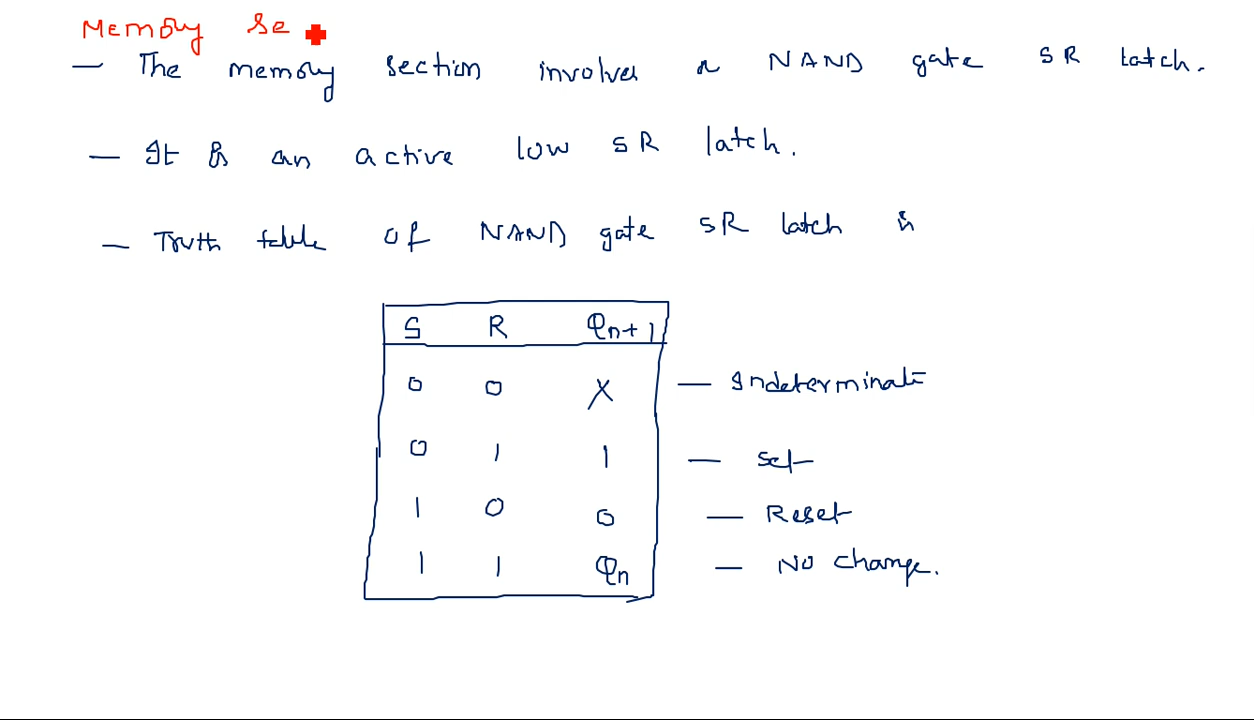 Memory Se
— The memory section involves a NAND gate SR latch.
— It is an active low SR latch.
— Truth table of NAND gate SR latch is
S R Qn+1
0 0 X — Indeterminate
0 1 1 — Set
1 0 0 — Reset
1 1 Qn — No change.